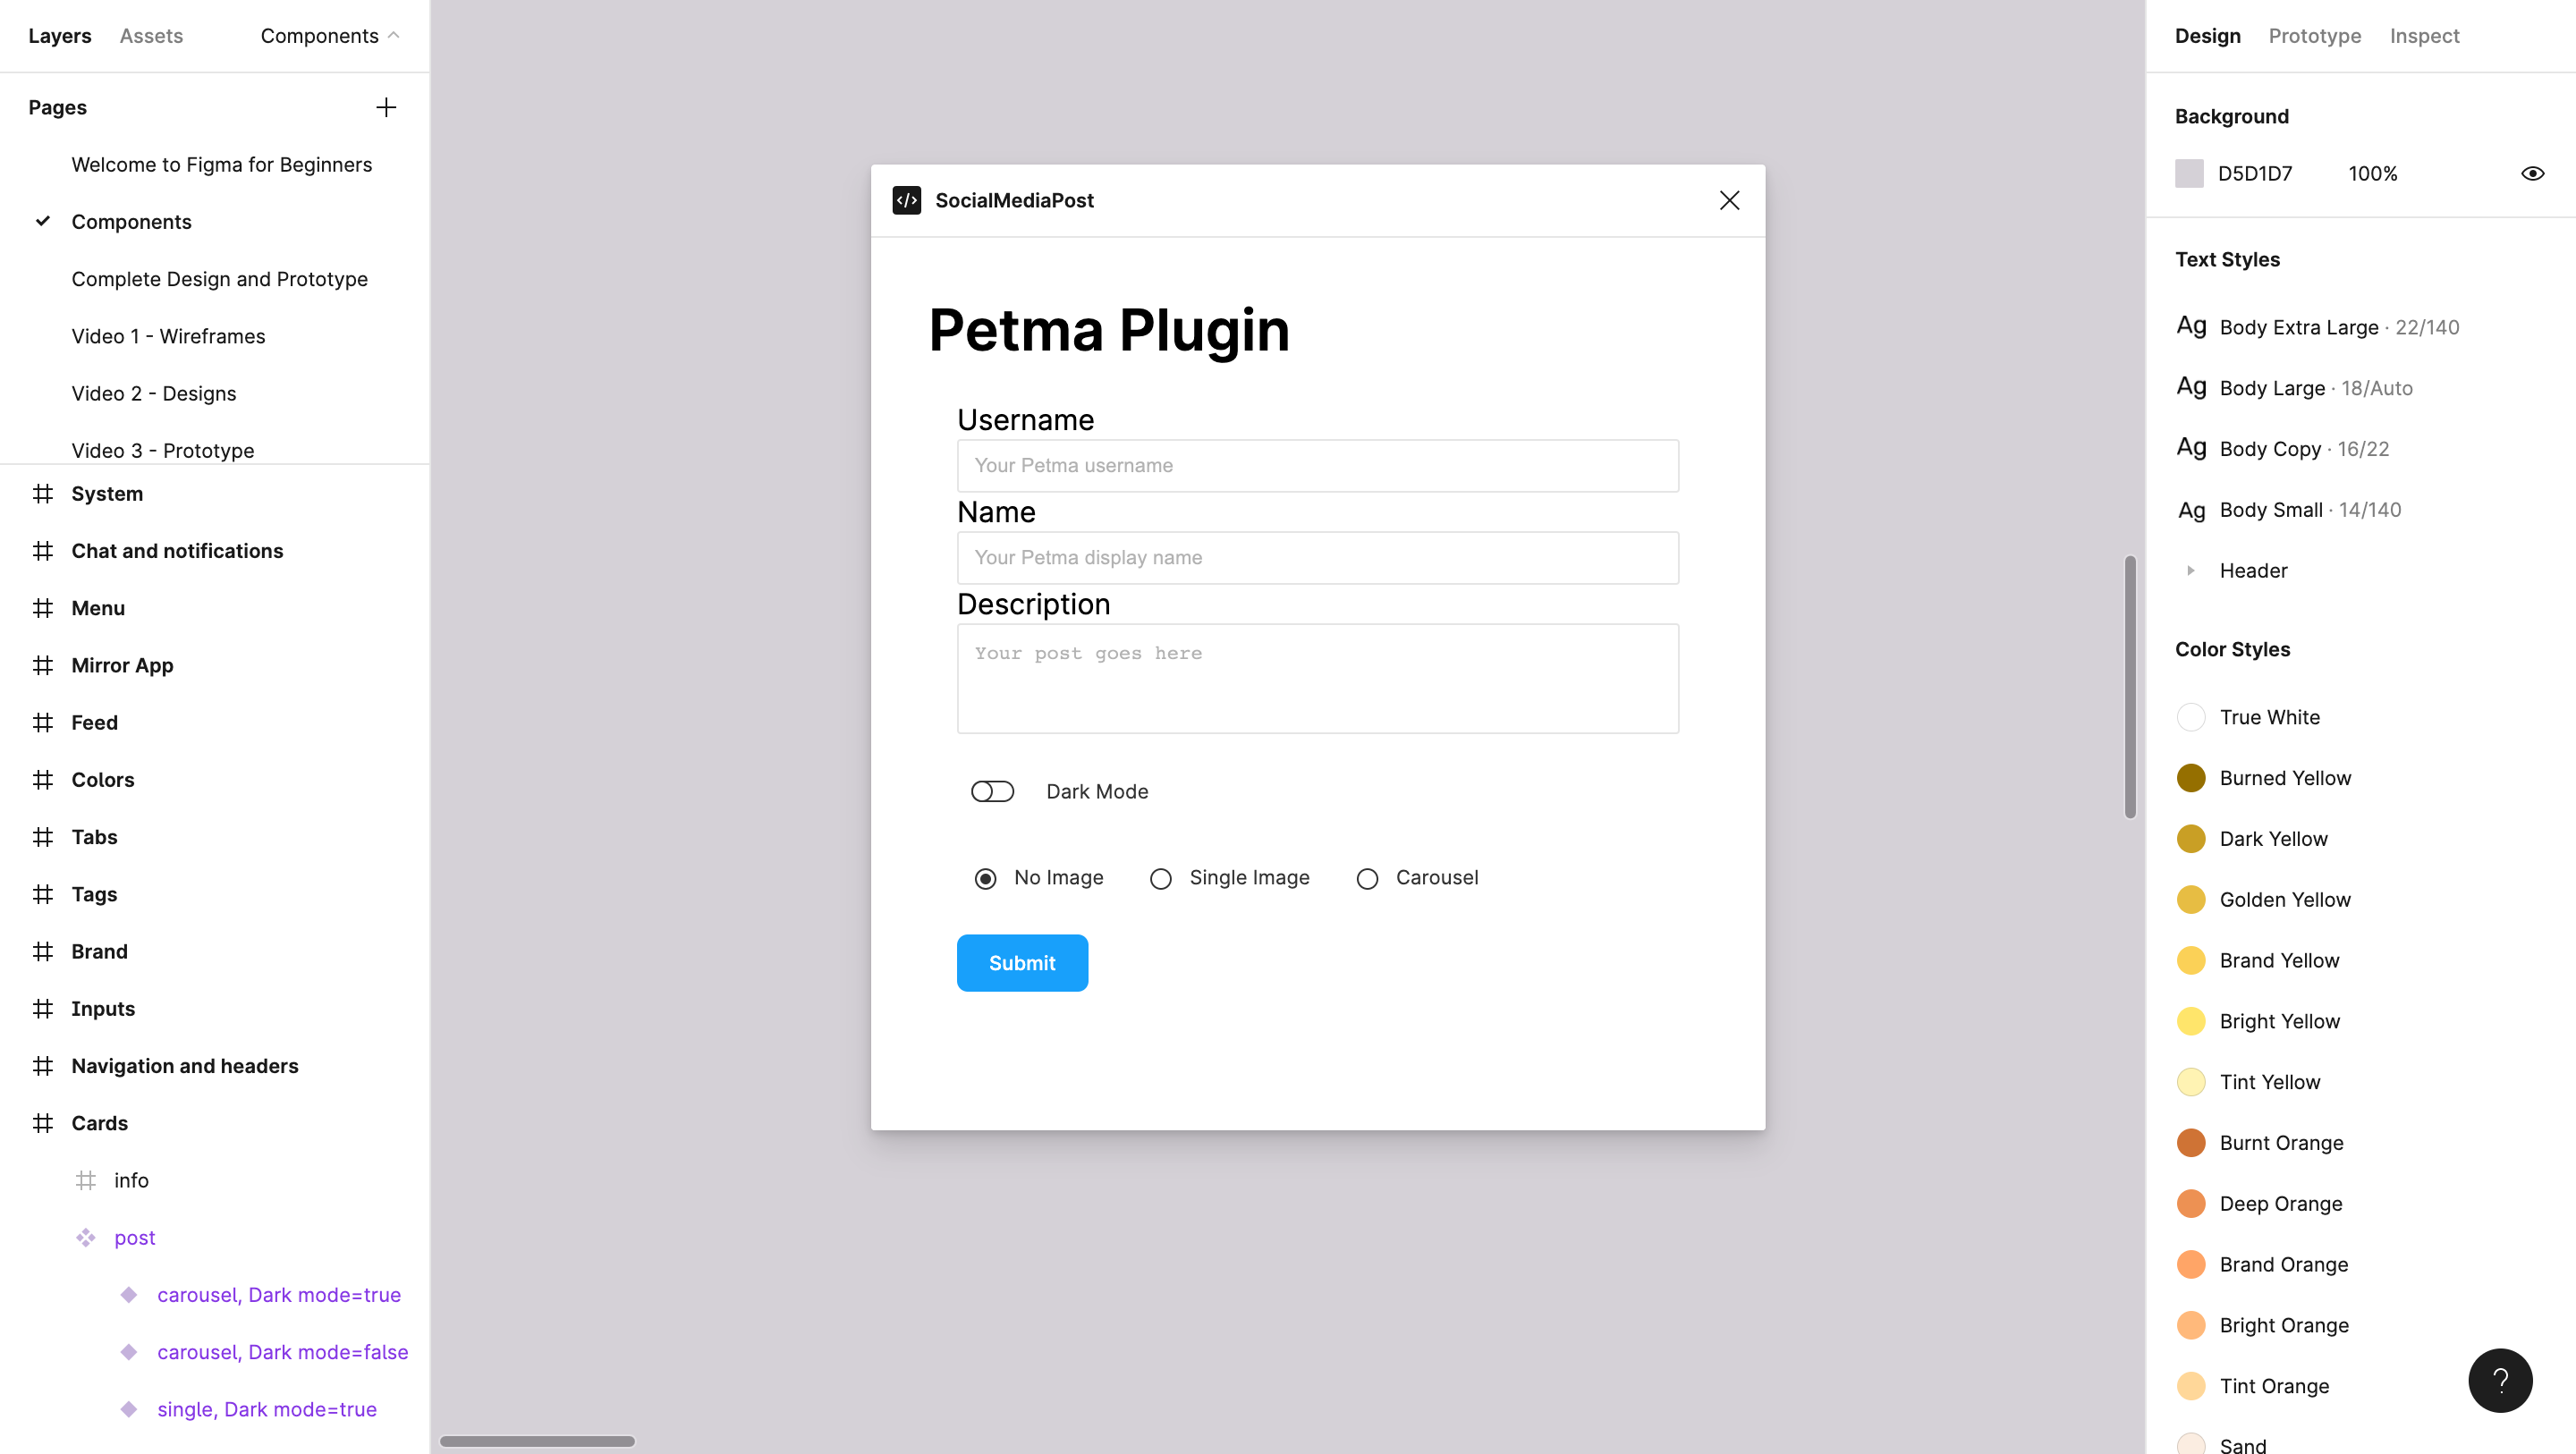 Layers Assets Components
Pages
Welcome to Figma for Beginners
Components
Complete Design and Prototype
Video 1 - Wireframes
Video 2 - Designs
Video 3 - Prototype
System
Chat and notifications
Menu
Mirror App
Feed
Colors
Tabs
Tags
Brand
Inputs
Navigation and headers
Cards
info
post
carousel, Dark mode=true
carousel, Dark mode=false
single, Dark mode=true
</> SocialMediaPost
Petma Plugin
Username
Your Petma username
Name
Your Petma display name
Description
Your post goes here
Dark Mode
No Image Single Image Carousel
Submit
Design Prototype Inspect
Background
D5D1D7 100%
Text Styles
Ag Body Extra Large · 22/140
Ag Body Large · 18/Auto
Ag Body Copy · 16/22
Ag Body Small · 14/140
Header
Color Styles
True White
Burned Yellow
Dark Yellow
Golden Yellow
Brand Yellow
Bright Yellow
Tint Yellow
Burnt Orange
Deep Orange
Brand Orange
Bright Orange
Tint Orange
Sand
?